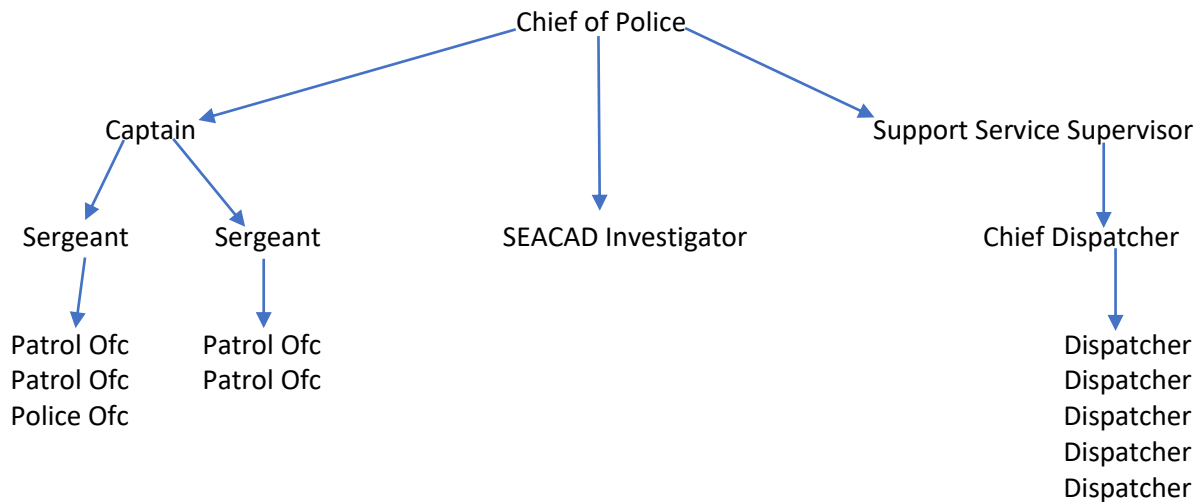 Chief of Police
Captain
Support Service Supervisor
Sergeant
Sergeant
SEACAD Investigator
Chief Dispatcher
Patrol Ofc
Patrol Ofc
Police Ofc
Patrol Ofc
Patrol Ofc
Dispatcher
Dispatcher
Dispatcher
Dispatcher
Dispatcher